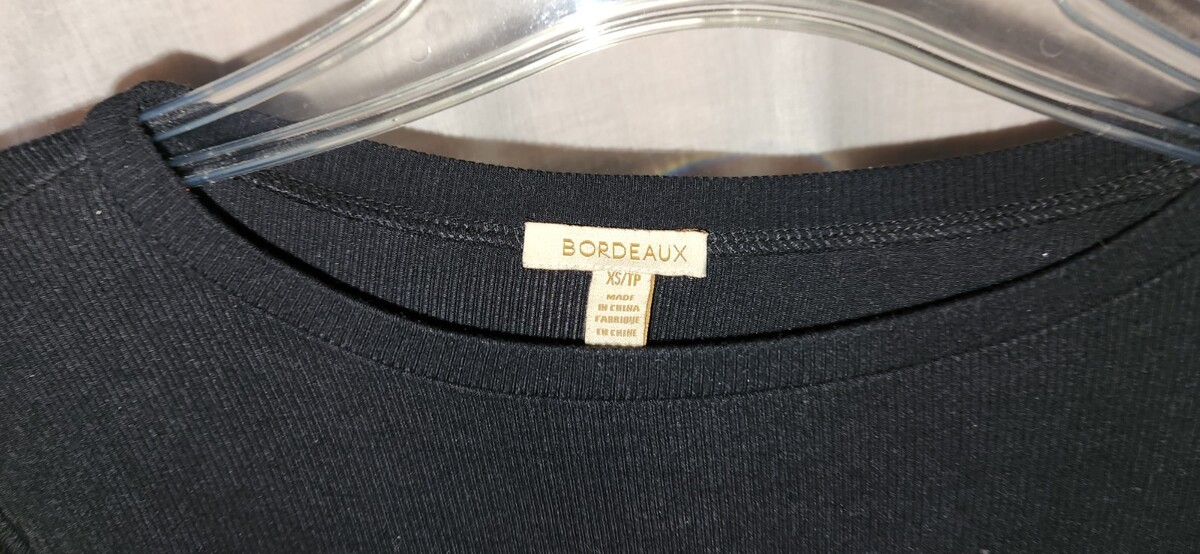 BORDEAUX
XS/TP
MADE
IN CHINA
FABRIQUE
EN CHINE